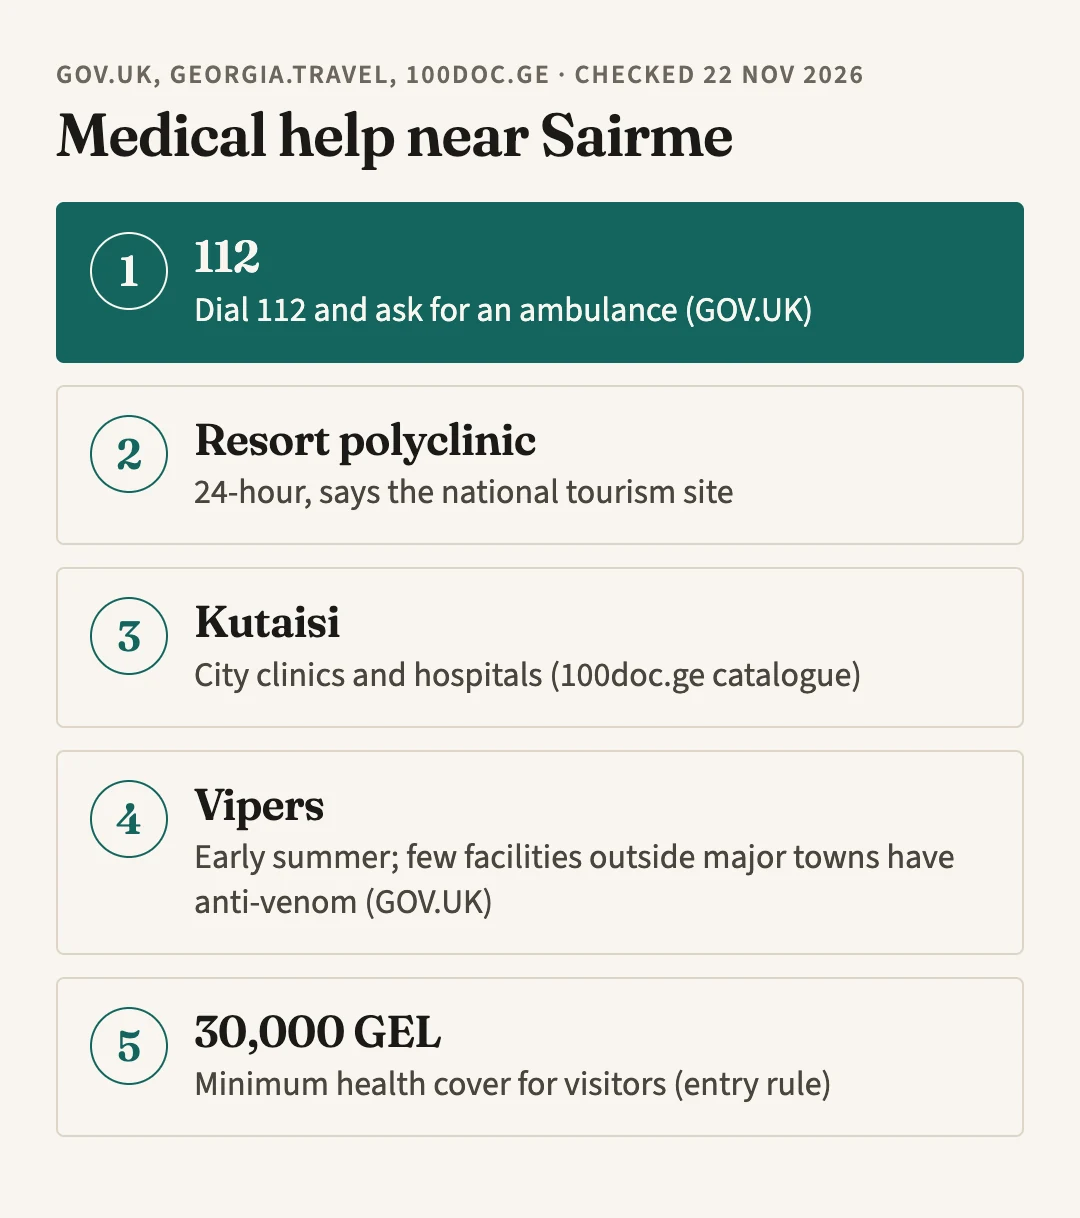 GOV.UK, GEORGIA.TRAVEL, 100DOC.GE · CHECKED 22 NOV 2026
Medical help near Sairme
1
112
Dial 112 and ask for an ambulance (GOV.UK)
2
Resort polyclinic
24-hour, says the national tourism site
3
Kutaisi
City clinics and hospitals (100doc.ge catalogue)
4
Vipers
Early summer; few facilities outside major towns have
anti-venom (GOV.UK)
5
30,000 GEL
Minimum health cover for visitors (entry rule)